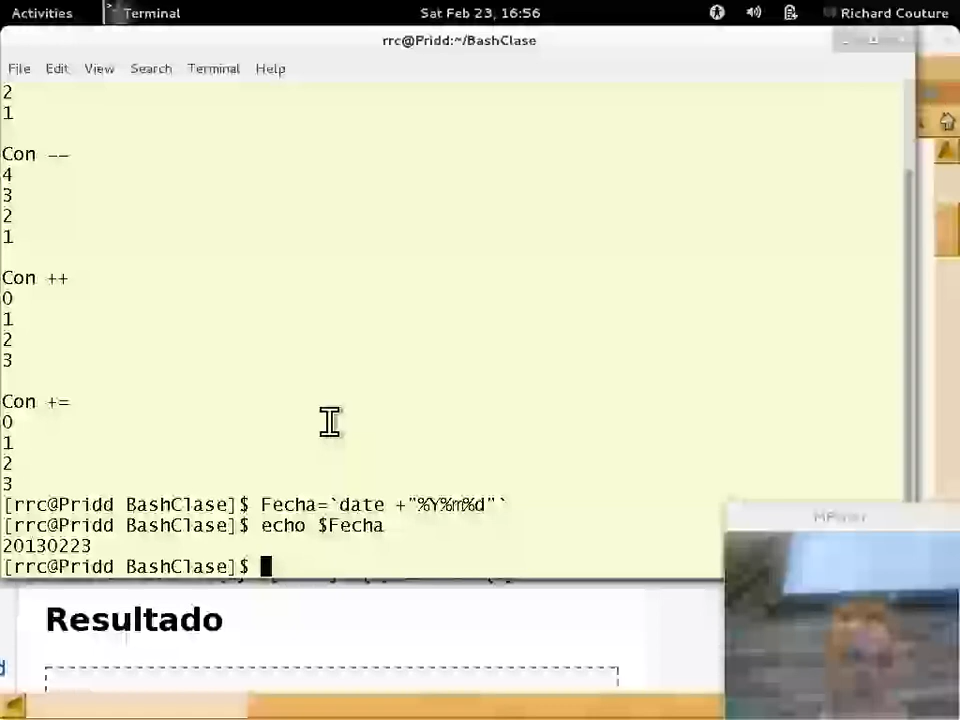 Activities
Terminal
Sat Feb 23, 16:56
Richard Couture
rrc@Pridd:~/BashClase
File Edit View Search Terminal Help
2
1
Con --
4
3
2
1
Con ++
0
1
2
3
Con +=
0
1
2
3
[rrc@Pridd BashClase]$ Fecha=`date +"%Y%m%d"`
[rrc@Pridd BashClase]$ echo $Fecha
20130223
[rrc@Pridd BashClase]$
MPlayer
Resultado
d